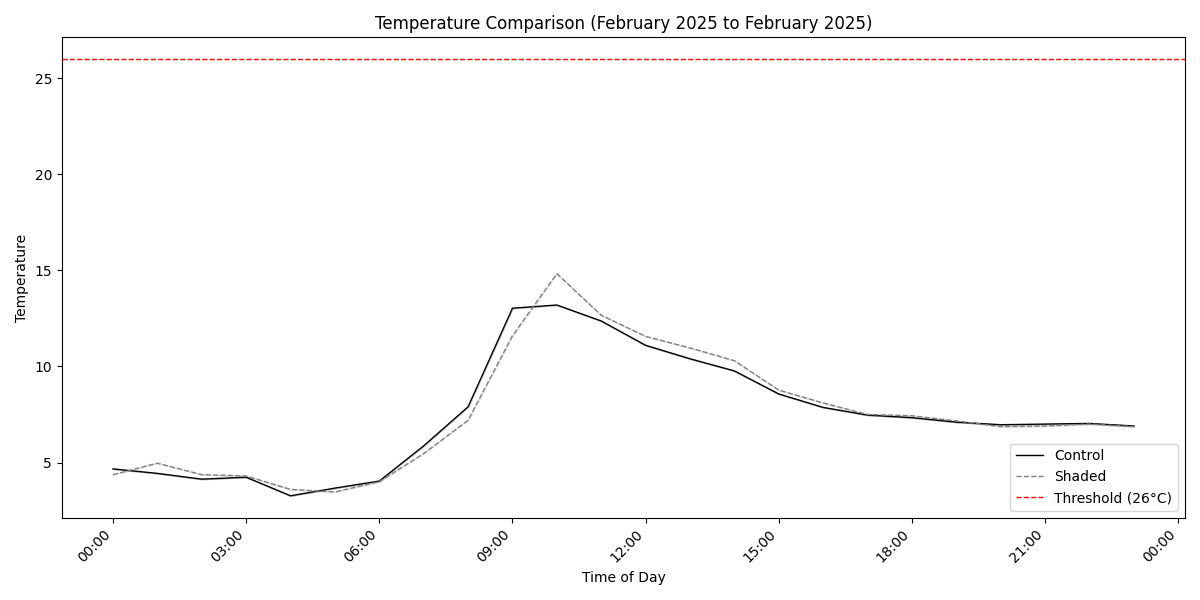 Temperature Comparison (February 2025 to February 2025)
25
20
15
10
5
Temperature
00:00
03:00
06:00
09:00
12:00
15:00
18:00
21:00
00:00
Time of Day
Control
Shaded
Threshold (26°C)